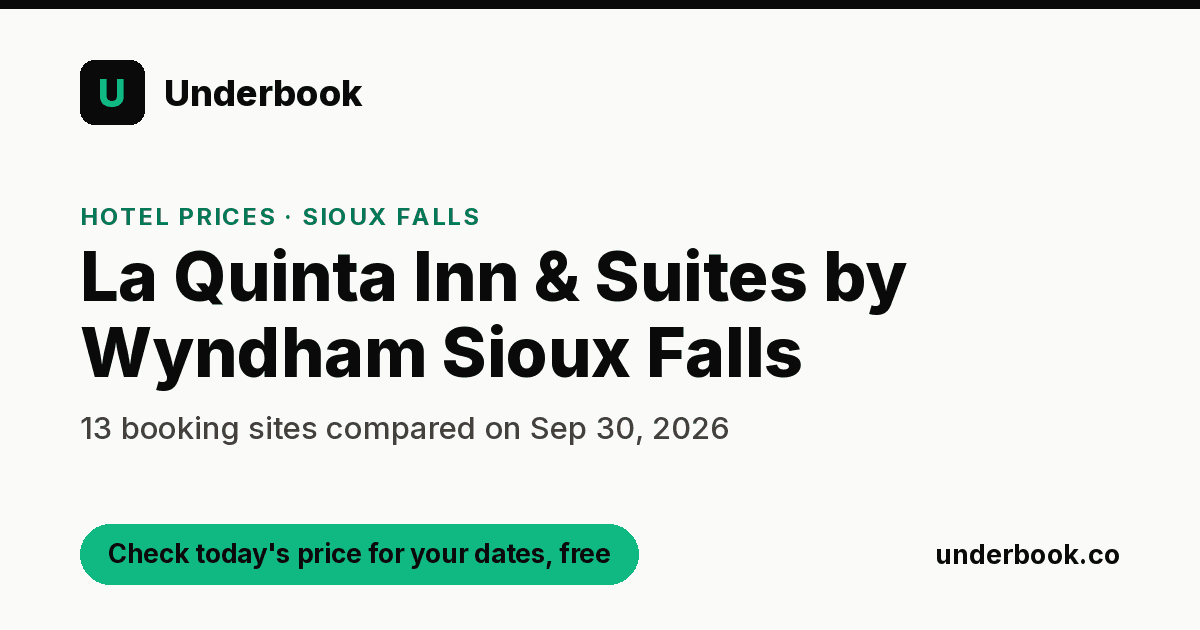 U Underbook
HOTEL PRICES · SIOUX FALLS
La Quinta Inn & Suites by
Wyndham Sioux Falls
13 booking sites compared on Sep 30, 2026
Check today's price for your dates, free
underbook.co